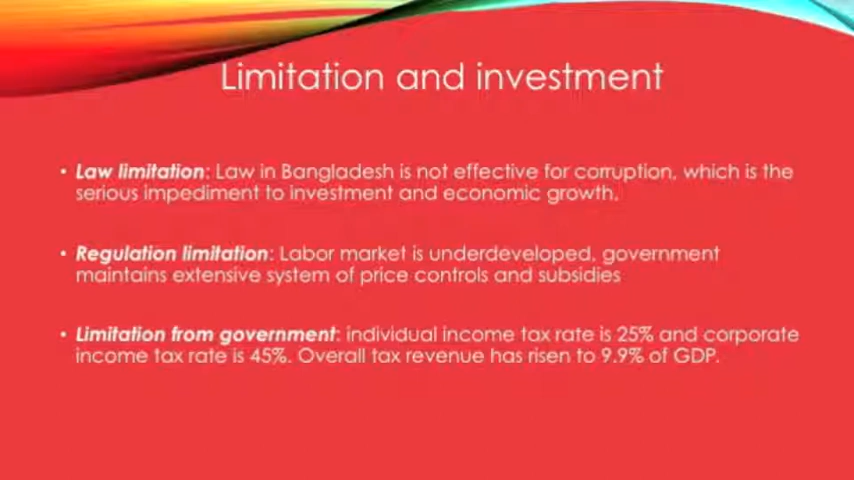 Limitation and investment
• Law limitation: Law in Bangladesh is not effective for corruption, which is the
serious impediment to investment and economic growth.
• Regulation limitation: Labor market is underdeveloped, government
maintains extensive system of price controls and subsidies
• Limitation from government: individual income tax rate is 25% and corporate
income tax rate is 45%. Overall tax revenue has risen to 9.9% of GDP.